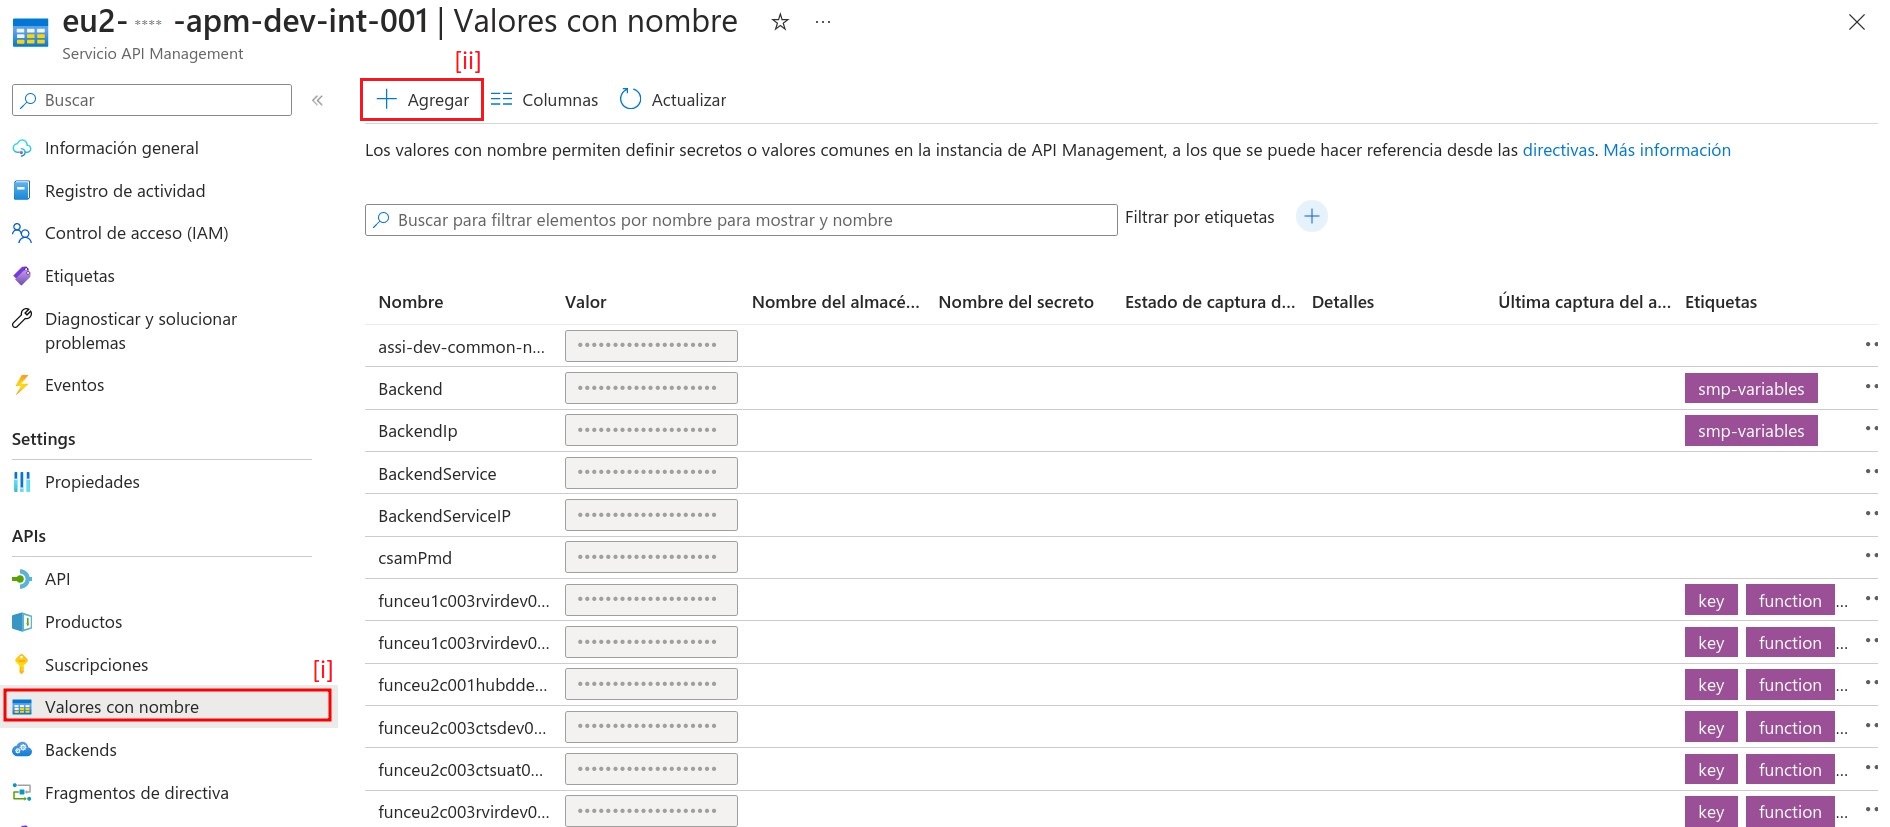 eu2- **** -apm-dev-int-001 | Valores con nombre ☆ ...
Servicio API Management
[ii]
Buscar «
Agregar Columnas Actualizar
Información general
Los valores con nombre permiten definir secretos o valores comunes en la instancia de API Management, a los que se puede hacer referencia desde las directivas. Más información
Registro de actividad
Buscar para filtrar elementos por nombre para mostrar y nombre Filtrar por etiquetas +
Control de acceso (IAM)
Etiquetas
Diagnosticar y solucionar
problemas
Eventos
Settings
Propiedades
APIs
API
Productos
Suscripciones
[i]
Valores con nombre
Backends
Fragmentos de directiva
Nombre Valor Nombre del almacé... Nombre del secreto Estado de captura d... Detalles Última captura del a... Etiquetas
assi-dev-common-n...
Backend smp-variables
BackendIp smp-variables
BackendService
BackendServiceIP
csamPmd
funceu1c003rvirdev0... key function ...
funceu1c003rvirdev0... key function ...
funceu2c001hubdde... key function ...
funceu2c003ctsdev0... key function ...
funceu2c003ctsuat0... key function ...
funceu2c003rvirdev0... key function ...